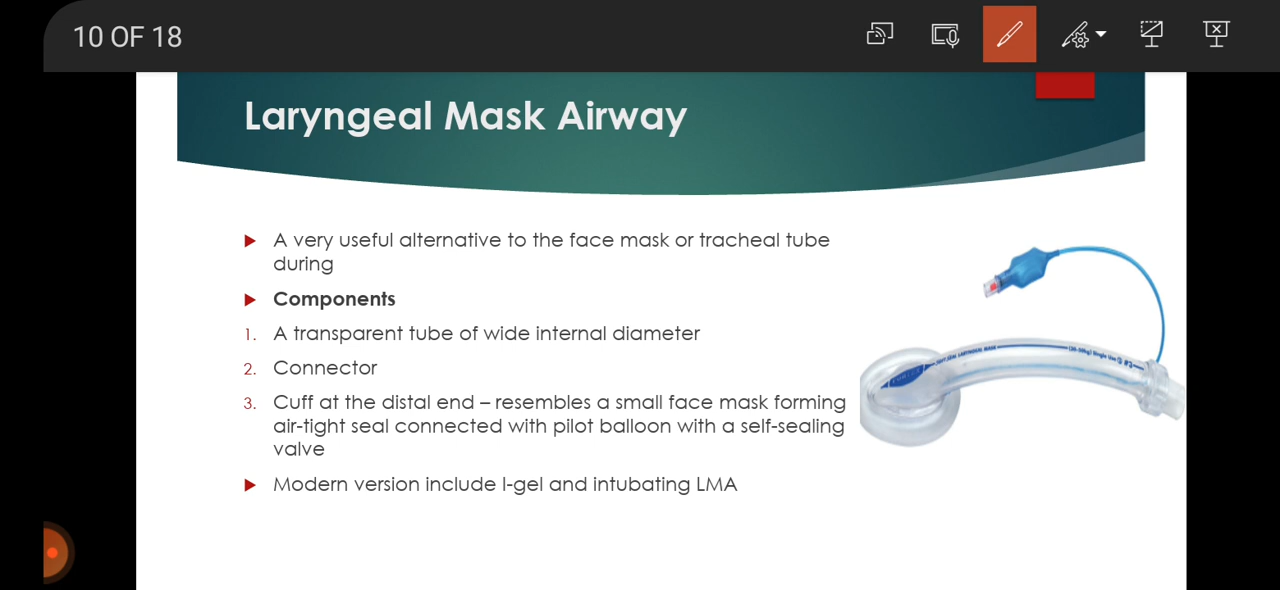 10 OF 18
Laryngeal Mask Airway
A very useful alternative to the face mask or tracheal tube
during
Components
1. A transparent tube of wide internal diameter
2. Connector
3. Cuff at the distal end – resembles a small face mask forming
air-tight seal connected with pilot balloon with a self-sealing
valve
Modern version include I-gel and intubating LMA